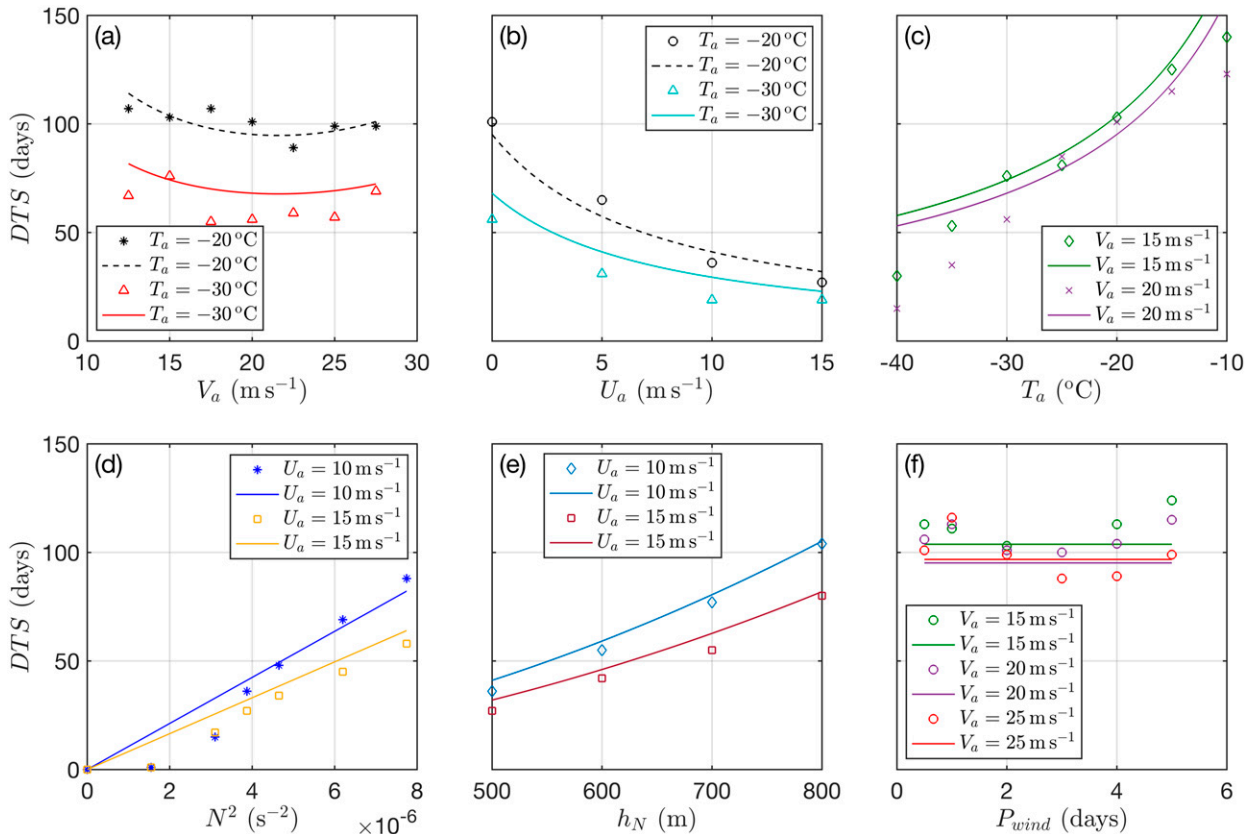 (a)
DTS (days)
150
100
50
0
T_a = −20 °C
T_a = −20 °C
T_a = −30 °C
T_a = −30 °C
10 15 20 25 30
V_a (m s⁻¹)
(b)
T_a = −20 °C
T_a = −20 °C
T_a = −30 °C
T_a = −30 °C
0 5 10 15
U_a (m s⁻¹)
(c)
V_a = 15 m s⁻¹
V_a = 15 m s⁻¹
V_a = 20 m s⁻¹
V_a = 20 m s⁻¹
-40 -30 -20 -10
T_a (°C)
(d)
DTS (days)
150
100
50
0
U_a = 10 m s⁻¹
U_a = 10 m s⁻¹
U_a = 15 m s⁻¹
U_a = 15 m s⁻¹
0 2 4 6 8
N² (s⁻²) ×10⁻⁶
(e)
U_a = 10 m s⁻¹
U_a = 10 m s⁻¹
U_a = 15 m s⁻¹
U_a = 15 m s⁻¹
500 600 700 800
h_N (m)
(f)
V_a = 15 m s⁻¹
V_a = 15 m s⁻¹
V_a = 20 m s⁻¹
V_a = 20 m s⁻¹
V_a = 25 m s⁻¹
V_a = 25 m s⁻¹
0 2 4 6
P_wind (days)